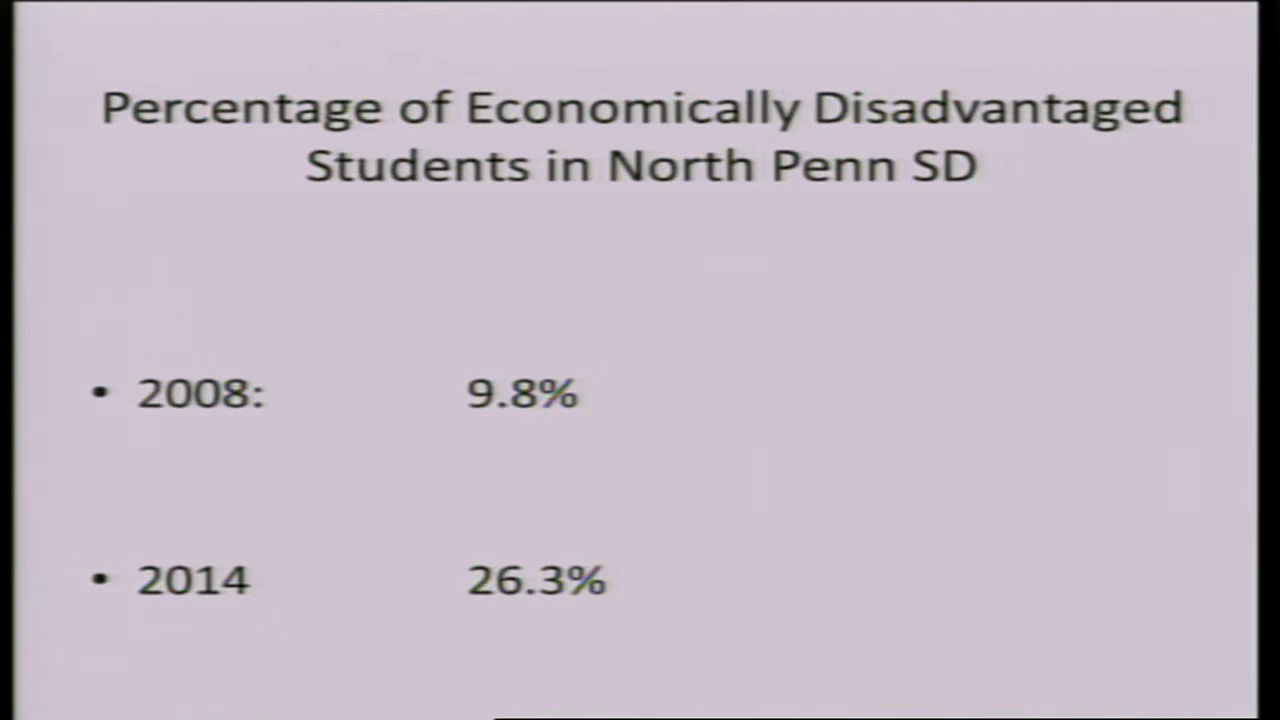 Percentage of Economically Disadvantaged
Students in North Penn SD
• 2008: 9.8%
• 2014 26.3%